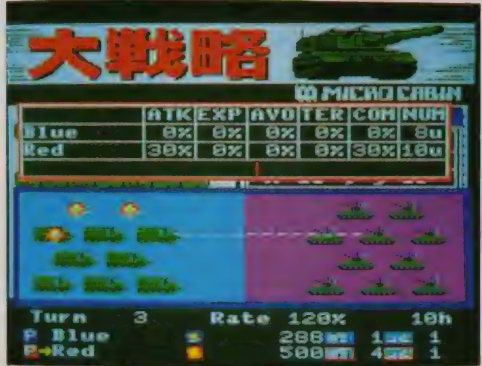 大戦略
MICRO CABIN
ATK EXP AVO TER COM NUM
Blue 0% 0% 0% 0% 0% 8u
Red 30% 0% 0% 0% 30% 10u
Turn 3 Rate 120% 10h
P Blue 288 1 1
P→Red 500 4 1